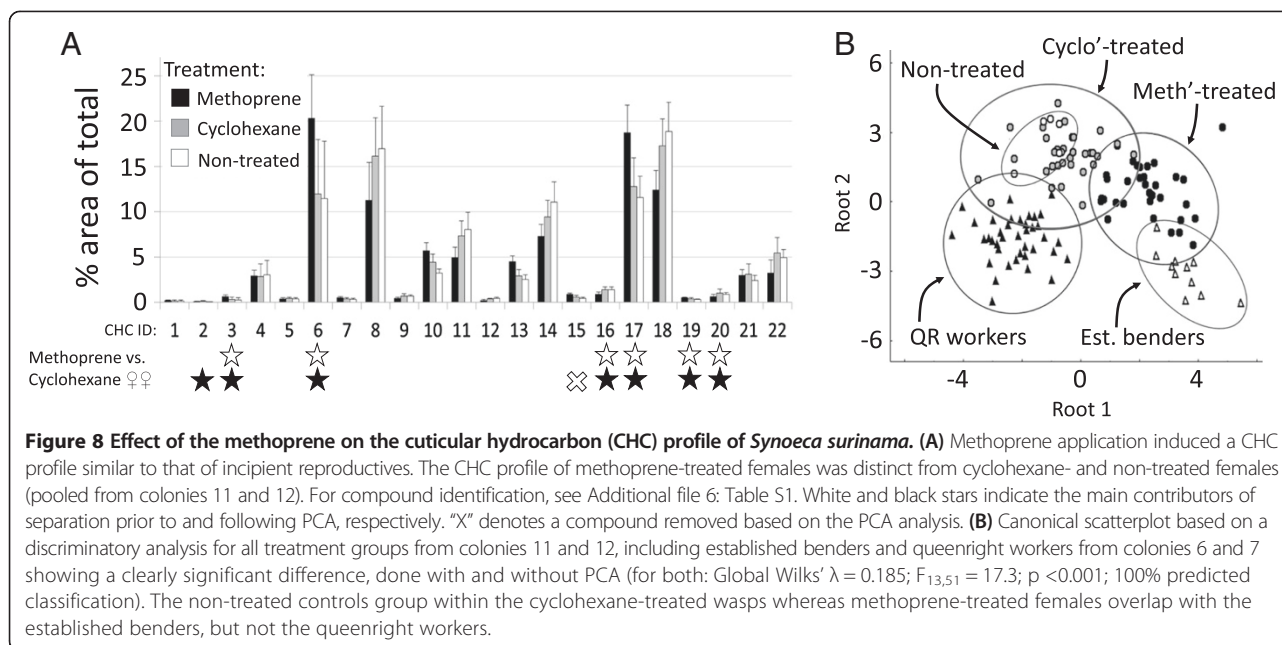 A
Treatment:
Methoprene
Cyclohexane
Non-treated
% area of total
25
20
15
10
5
0
CHC ID: 1 2 3 4 5 6 7 8 9 10 11 12 13 14 15 16 17 18 19 20 21 22
Methoprene vs.
Cyclohexane ♀♀
B
Cyclo’-treated
Non-treated
Meth’-treated
QR workers
Est. benders
Root 2
6
3
0
-3
-6
-4 0 4
Root 1
Figure 8 Effect of the methoprene on the cuticular hydrocarbon (CHC) profile of Synoeca surinama. (A) Methoprene application induced a CHC
profile similar to that of incipient reproductives. The CHC profile of methoprene-treated females was distinct from cyclohexane- and non-treated females
(pooled from colonies 11 and 12). For compound identification, see Additional file 6: Table S1. White and black stars indicate the main contributors of
separation prior to and following PCA, respectively. “X” denotes a compound removed based on the PCA analysis. (B) Canonical scatterplot based on a
discriminatory analysis for all treatment groups from colonies 11 and 12, including established benders and queenright workers from colonies 6 and 7
showing a clearly significant difference, done with and without PCA (for both: Global Wilks’ λ = 0.185; F13,51 = 17.3; p <0.001; 100% predicted
classification). The non-treated controls group within the cyclohexane-treated wasps whereas methoprene-treated females overlap with the
established benders, but not the queenright workers.